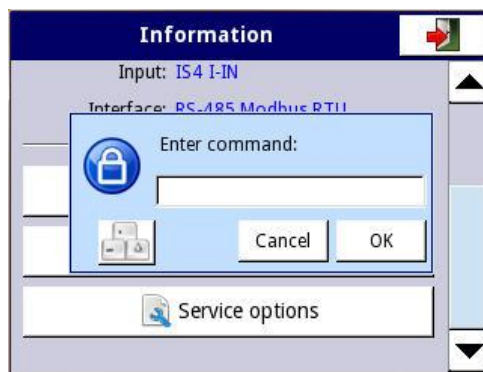 Information
Input: IS4 I-IN
Interface: RS-485 Modbus RTU
Enter command:
Cancel
OK
Service options